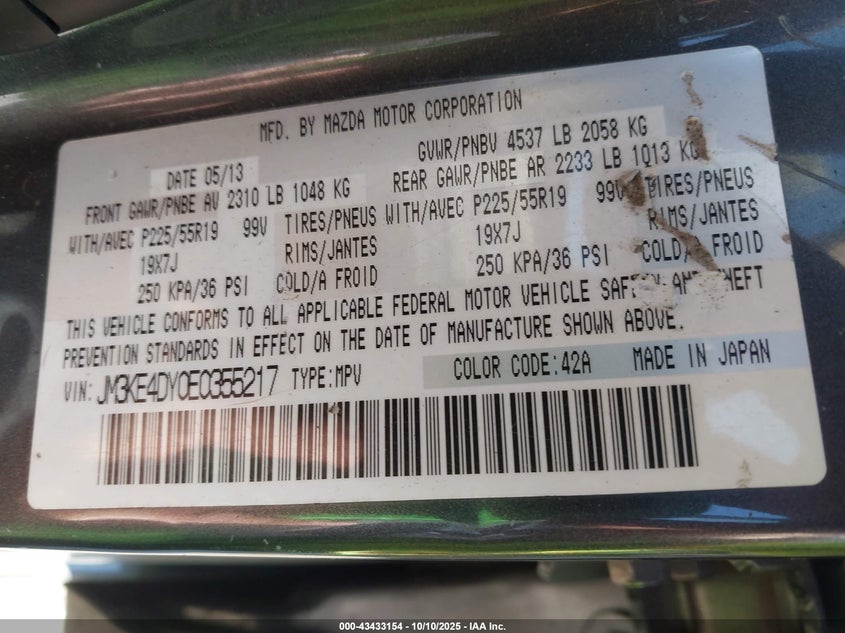 MFD. BY MAZDA MOTOR CORPORATION
DATE 05/13 GVWR/PNBV 4537 LB 2058 KG
FRONT GAWR/PNBE AV 2310 LB 1048 KG REAR GAWR/PNBE AR 2233 LB 1013 KG
WITH/AVEC P225/55R19 99V TIRES/PNEUS WITH/AVEC P225/55R19 99V TIRES/PNEUS
19X7J RIMS/JANTES 19X7J RIMS/JANTES
250 KPA/36 PSI COLD/A FROID 250 KPA/36 PSI COLD/A FROID
THIS VEHICLE CONFORMS TO ALL APPLICABLE FEDERAL MOTOR VEHICLE SAFETY AND THEFT
PREVENTION STANDARDS IN EFFECT ON THE DATE OF MANUFACTURE SHOWN ABOVE.
VIN: JM3KE4DY0E0355217 TYPE:MPV COLOR CODE:42A MADE IN JAPAN
000-43433154 - 10/10/2025 - IAA Inc.